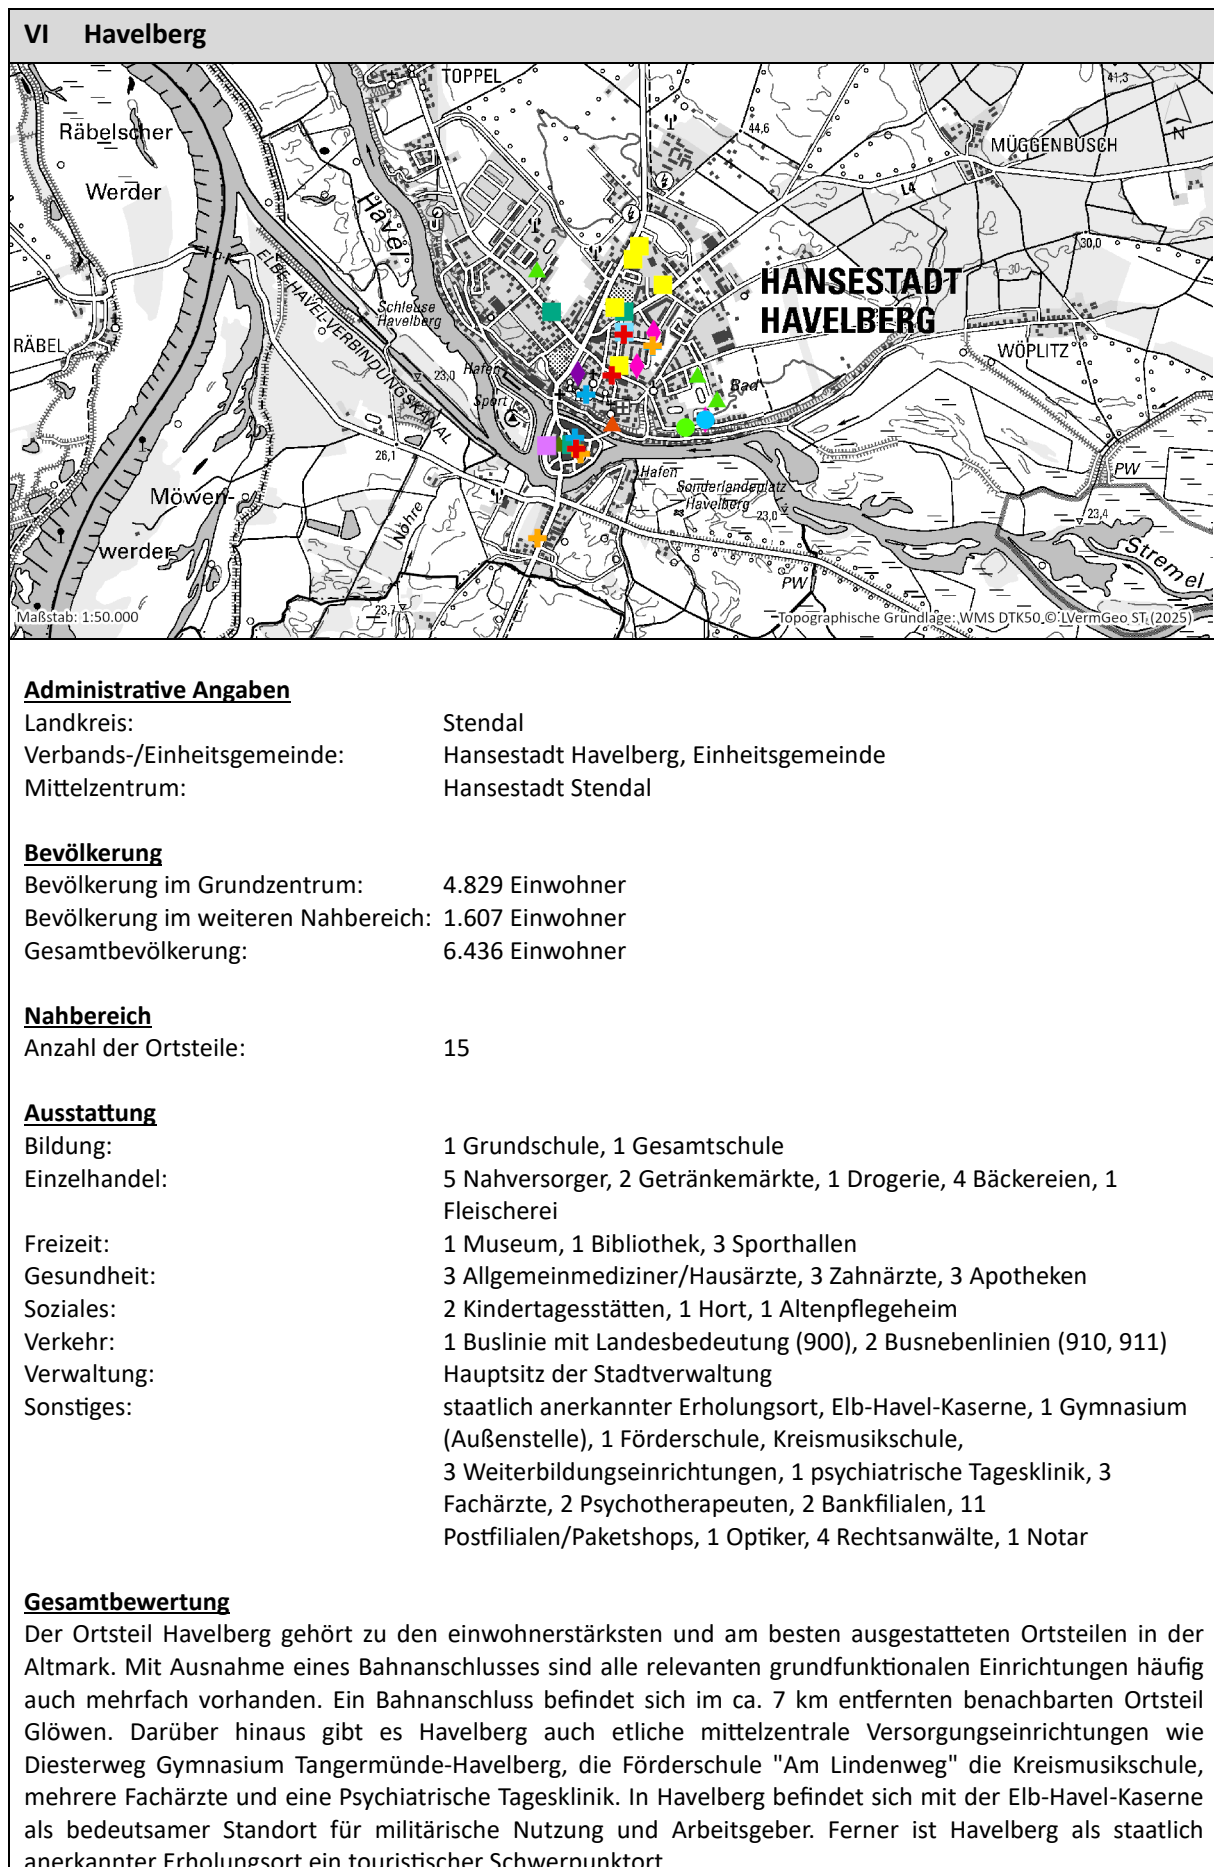 VI Havelberg
TOPPEL
41,3
N
Räbelscher
44,6
MÜGGENBUSCH
Werder
L4
Havel
30,0
30
ELBE-HAVEL-VERBINDUNGSKANAL
HANSESTADT
HAVELBERG
Schleuse
Havelberg
RÄBEL
WÖPLITZ
Hafen
23,0
Bad
Sport
26,1
PW
Hafen
Sonderlandeplatz
Havelberg
23,0
23,4
Möwen-
werder
Nöhre
Stremel
PW
23,7
Maßstab: 1:50.000
Topographische Grundlage: WMS DTK50 © LVermGeo ST (2025)
Administrative Angaben
Landkreis: Stendal
Verbands-/Einheitsgemeinde: Hansestadt Havelberg, Einheitsgemeinde
Mittelzentrum: Hansestadt Stendal
Bevölkerung
Bevölkerung im Grundzentrum: 4.829 Einwohner
Bevölkerung im weiteren Nahbereich: 1.607 Einwohner
Gesamtbevölkerung: 6.436 Einwohner
Nahbereich
Anzahl der Ortsteile: 15
Ausstattung
Bildung: 1 Grundschule, 1 Gesamtschule
Einzelhandel: 5 Nahversorger, 2 Getränkemärkte, 1 Drogerie, 4 Bäckereien, 1
Fleischerei
Freizeit: 1 Museum, 1 Bibliothek, 3 Sporthallen
Gesundheit: 3 Allgemeinmediziner/Hausärzte, 3 Zahnärzte, 3 Apotheken
Soziales: 2 Kindertagesstätten, 1 Hort, 1 Altenpflegeheim
Verkehr: 1 Buslinie mit Landesbedeutung (900), 2 Busnebenlinien (910, 911)
Verwaltung: Hauptsitz der Stadtverwaltung
Sonstiges: staatlich anerkannter Erholungsort, Elb-Havel-Kaserne, 1 Gymnasium
(Außenstelle), 1 Förderschule, Kreismusikschule,
3 Weiterbildungseinrichtungen, 1 psychiatrische Tagesklinik, 3
Fachärzte, 2 Psychotherapeuten, 2 Bankfilialen, 11
Postfilialen/Paketshops, 1 Optiker, 4 Rechtsanwälte, 1 Notar
Gesamtbewertung
Der Ortsteil Havelberg gehört zu den einwohnerstärksten und am besten ausgestatteten Ortsteilen in der
Altmark. Mit Ausnahme eines Bahnanschlusses sind alle relevanten grundfunktionalen Einrichtungen häufig
auch mehrfach vorhanden. Ein Bahnanschluss befindet sich im ca. 7 km entfernten benachbarten Ortsteil
Glöwen. Darüber hinaus gibt es Havelberg auch etliche mittelzentrale Versorgungseinrichtungen wie
Diesterweg Gymnasium Tangermünde-Havelberg, die Förderschule "Am Lindenweg" die Kreismusikschule,
mehrere Fachärzte und eine Psychiatrische Tagesklinik. In Havelberg befindet sich mit der Elb-Havel-Kaserne
als bedeutsamer Standort für militärische Nutzung und Arbeitsgeber. Ferner ist Havelberg als staatlich
anerkannter Erholungsort ein touristischer Schwerpunktort